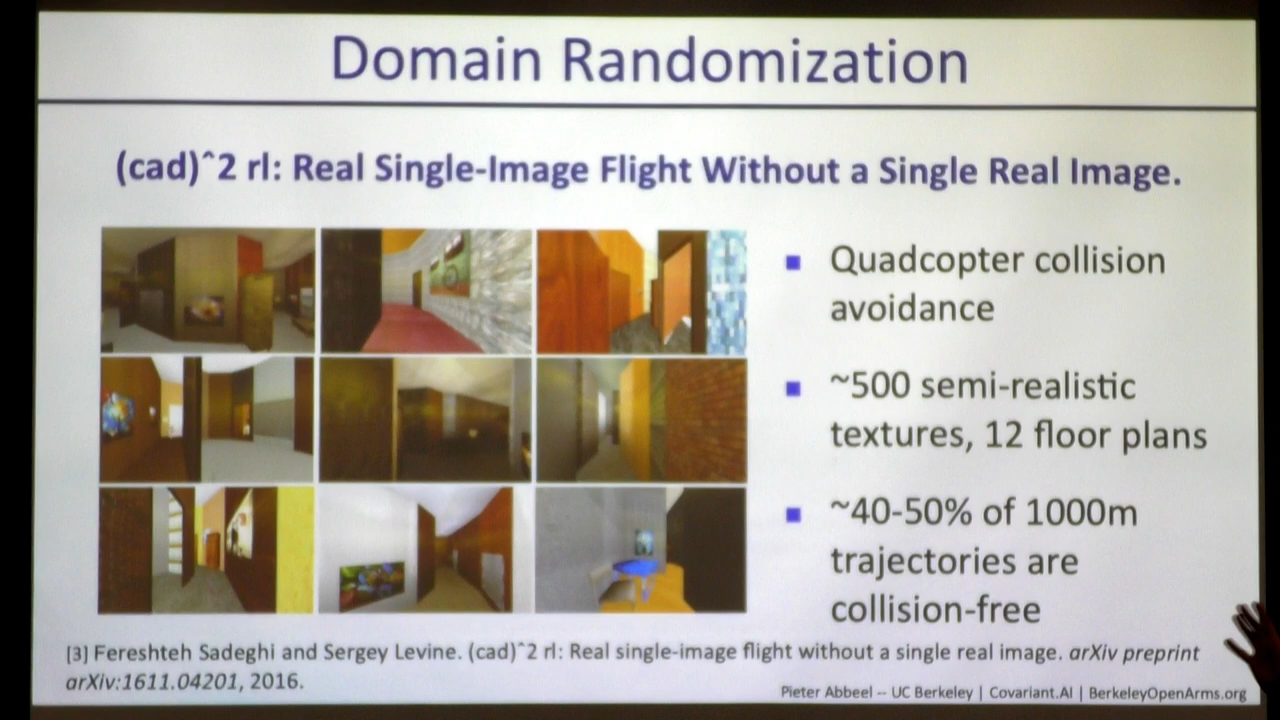 Domain Randomization
(cad)^2 rl: Real Single-Image Flight Without a Single Real Image.
▪ Quadcopter collision
avoidance
▪ ~500 semi-realistic
textures, 12 floor plans
▪ ~40-50% of 1000m
trajectories are
collision-free
[3] Fereshteh Sadeghi and Sergey Levine. (cad)^2 rl: Real single-image flight without a single real image. arXiv preprint
arXiv:1611.04201, 2016.
Pieter Abbeel -- UC Berkeley | Covariant.AI | BerkeleyOpenArms.org